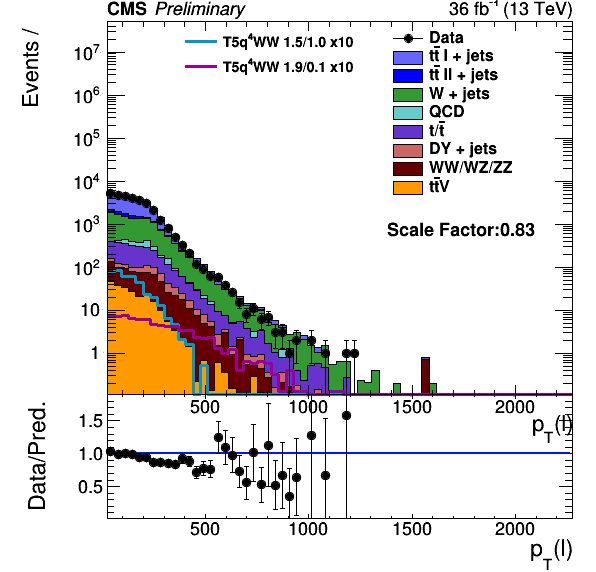 CMS Preliminary 36 fb⁻¹ (13 TeV)
Events /
T5q⁴WW 1.5/1.0 x10
T5q⁴WW 1.9/0.1 x10
Data
tt̄ l + jets
tt̄ ll + jets
W + jets
QCD
t/t̄
DY + jets
WW/WZ/ZZ
tt̄V
Scale Factor:0.83
10⁷
10⁶
10⁵
10⁴
10³
10²
10
1
500 1000 1500 2000
p_T(l)
Data/Pred.
1.5
1.0
0.5
500 1000 1500 2000
p_T(l)